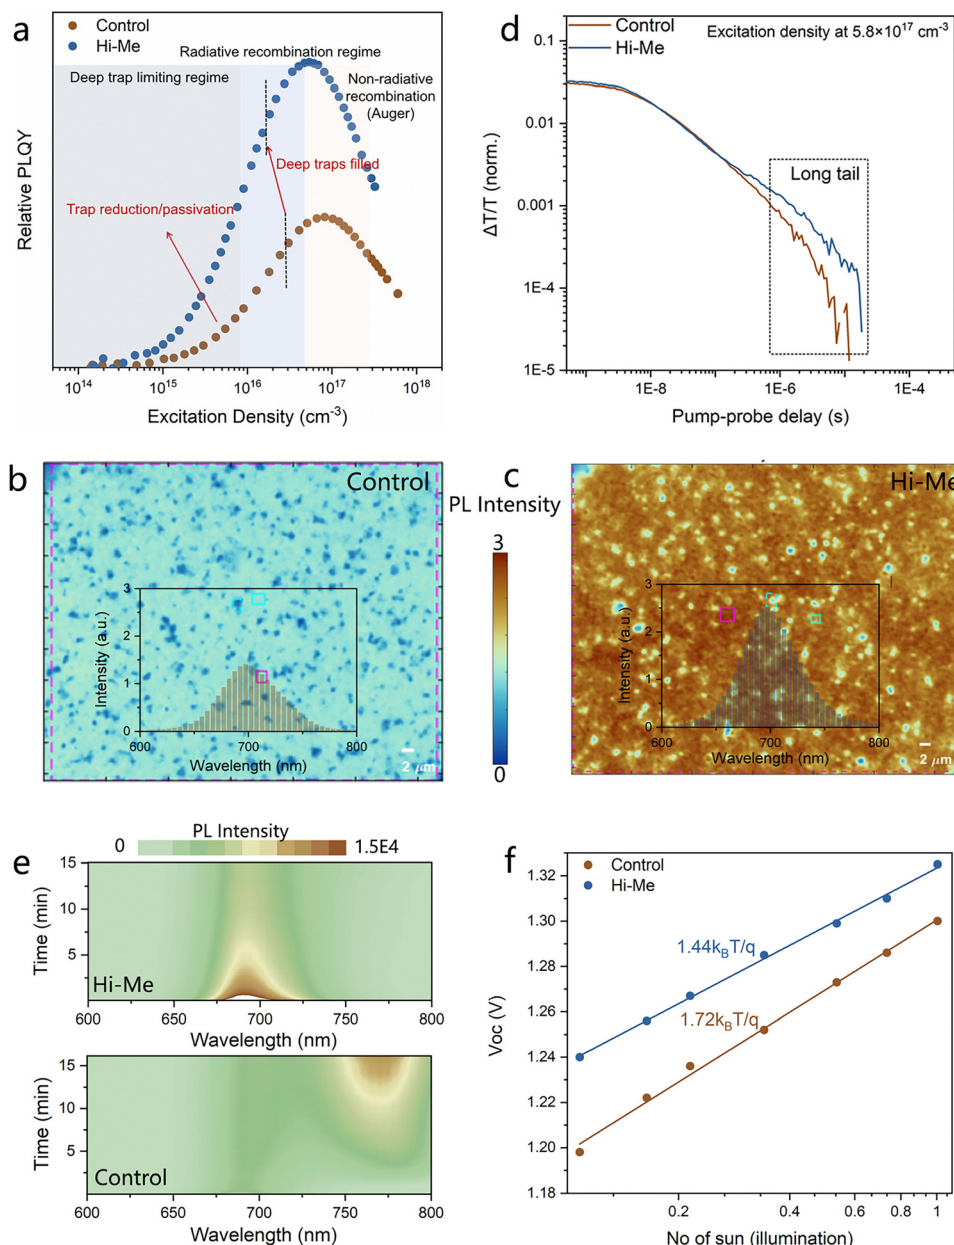 a
Control
Hi-Me
Radiative recombination regime
Deep trap limiting regime
Non-radiative
recombination
(Auger)
Deep traps filled
Trap reduction/passivation
Relative PLQY
10^14
10^15
10^16
10^17
10^18
Excitation Density (cm^-3)
d
Control
Hi-Me
Excitation density at 5.8×10^17 cm^-3
Long tail
ΔT/T (norm.)
0.1
0.01
0.001
1E-4
1E-5
1E-8
1E-6
1E-4
Pump-probe delay (s)
b
Control
Intensity (a.u.)
3
2
1
0
600
700
800
Wavelength (nm)
2 μm
PL Intensity
3
0
c
Hi-Me
Intensity (a.u.)
3
2
1
0
600
700
800
Wavelength (nm)
2 μm
e
PL Intensity
0
1.5E4
Time (min)
15
10
5
Hi-Me
600
650
700
750
800
Wavelength (nm)
Time (min)
15
10
5
Control
600
650
700
750
800
Wavelength (nm)
f
Control
Hi-Me
1.44k_BT/q
1.72k_BT/q
Voc (V)
1.32
1.30
1.28
1.26
1.24
1.22
1.20
1.18
0.2
0.4
0.6
0.8
1
No of sun (illumination)